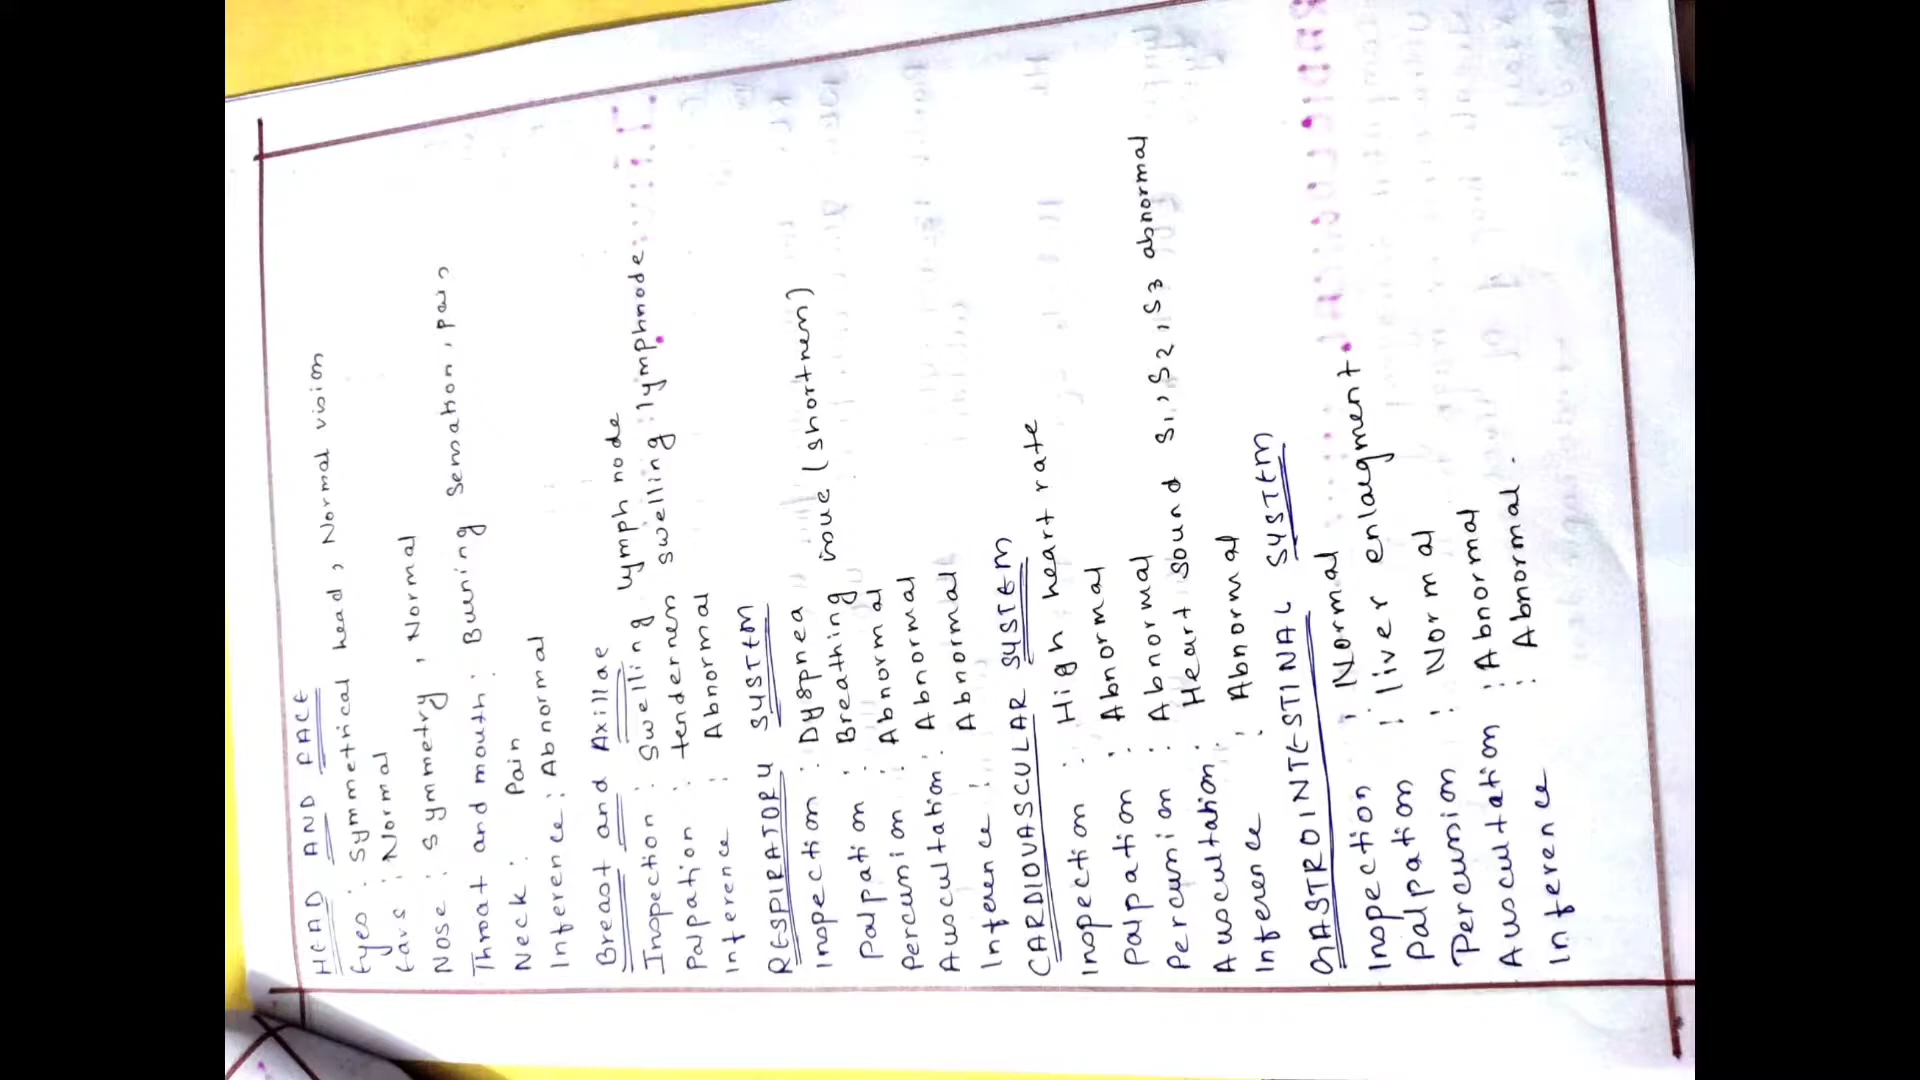 HEAD AND FACE
Eyes : Symmetrical head, Normal vision
Ears : Normal
Nose : Symmetry, Normal
Throat and mouth : Burning Sensation, pain
Neck : Pain
Inference : Abnormal
Breast and Axillae
Inspection : Swelling lymph node
Palpation : tenderness swelling : lymphnode
Inference : Abnormal
RESPIRATORY SYSTEM
Inspection : Dyspnea
Palpation : Breathing issue (shortness)
Percussion : Abnormal
Auscultation : Abnormal
Inference : Abnormal
CARDIOVASCULAR SYSTEM
Inspection : High heart rate
Palpation : Abnormal
Percussion : Abnormal
Auscultation : Heart sound S1, S2, S3 abnormal
Inference : Abnormal
GASTROINTESTINAL SYSTEM
Inspection : Normal
Palpation : liver enlargment
Percussion : Normal
Auscultation : Abnormal
Inference : Abnormal.